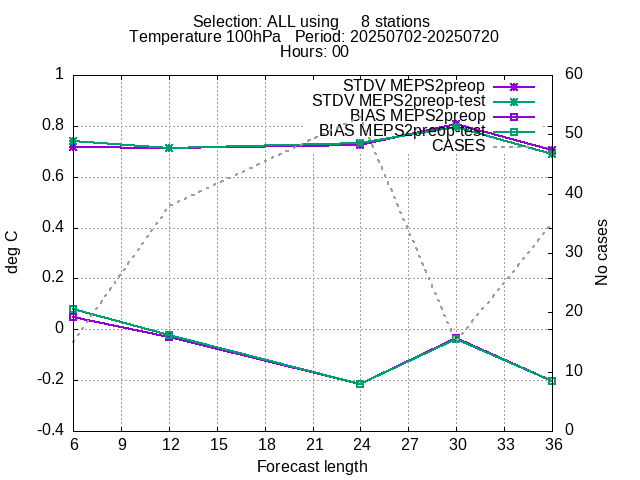 Selection: ALL using     8 stations
Temperature 100hPa   Period: 20250702-20250720
Hours: 00
STDV MEPS2preop
STDV MEPS2preop-test
BIAS MEPS2preop
BIAS MEPS2preop-test
CASES
1
0.8
0.6
0.4
0.2
0
-0.2
-0.4
deg C
60
50
40
30
20
10
0
No cases
6 9 12 15 18 21 24 27 30 33 36
Forecast length